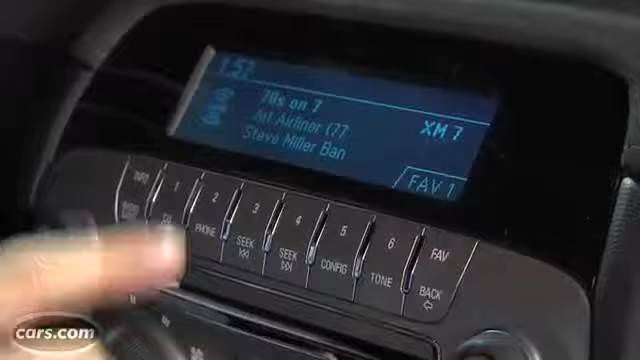 1:52
70s on 7
Jet Airliner (77
XM 7
Steve Miller Ban
FAV 1
INFO 1 2 3 4 5 6 FAV
CD PHONE SEEK SEEK CONFIG TONE BACK
cars.com